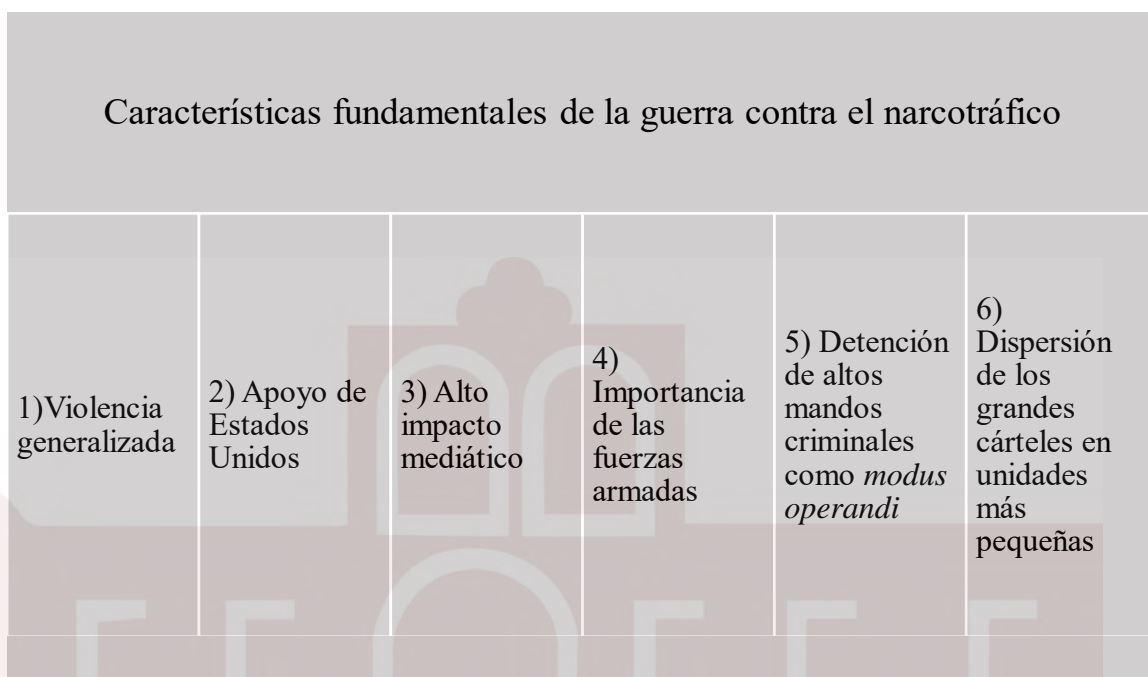 Características fundamentales de la guerra contra el narcotráfico
1)Violencia
generalizada
2) Apoyo de
Estados
Unidos
3) Alto
impacto
mediático
4)
Importancia
de las
fuerzas
armadas
5) Detención
de altos
mandos
criminales
como modus
operandi
6)
Dispersión
de los
grandes
cárteles en
unidades
más
pequeñas